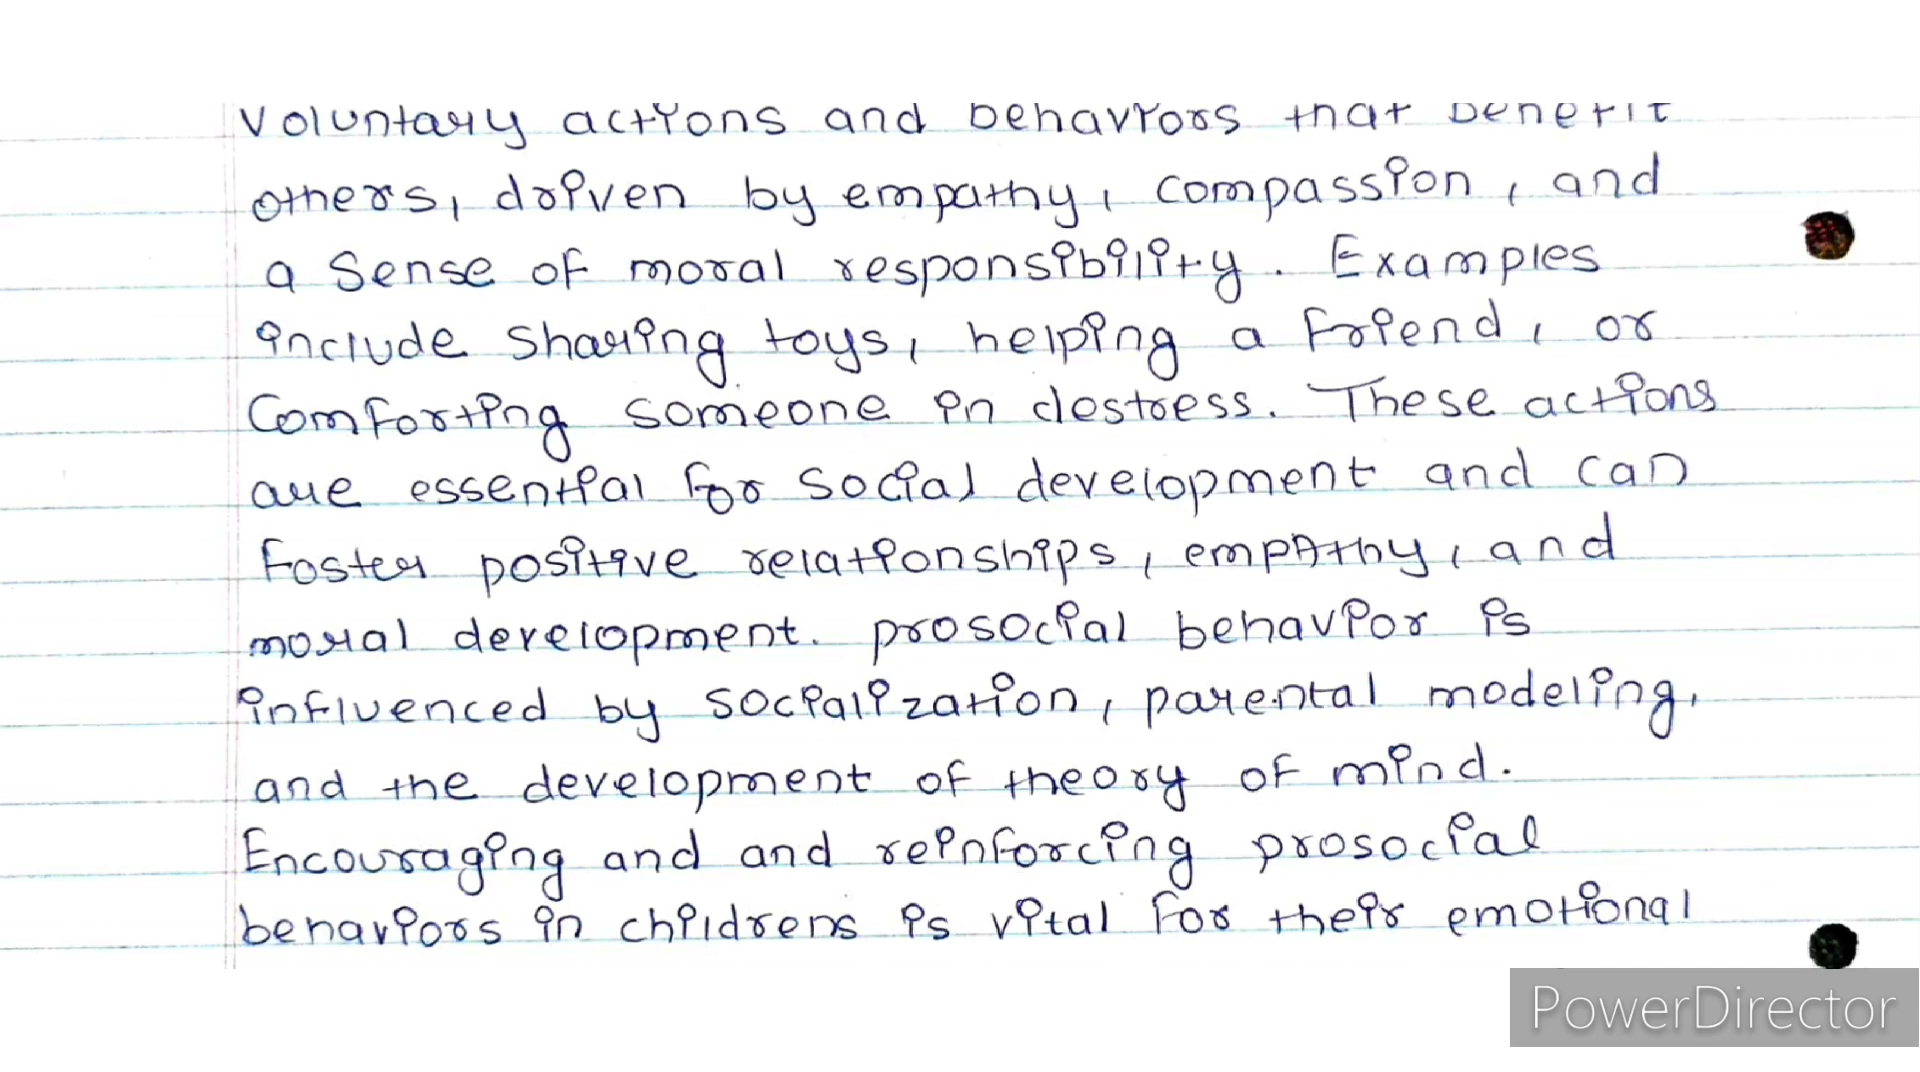 voluntary actions and behaviors that benefit
others, driven by empathy, compassion, and
a sense of moral responsibility. Examples
include sharing toys, helping a friend, or
Comforting someone in destress. These actions
are essential for social development and can
foster positive relationships, empathy, and
moral development. prosocial behavior is
influenced by socialization, parental modeling,
and the development of theory of mind.
Encouraging and and reinforcing prosocial
behaviors in childrens is vital for their emotional
PowerDirector